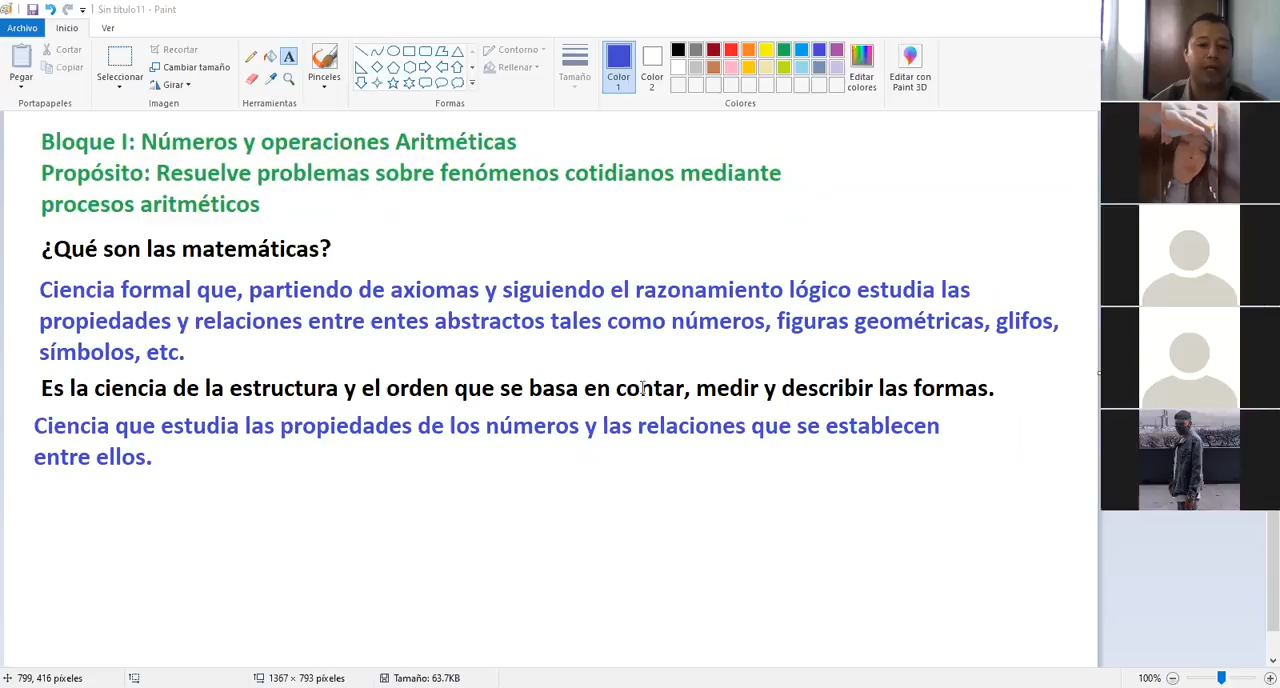 Sin título11 - Paint
Archivo Inicio Ver
Pegar
Cortar
Copiar
Portapapeles
Seleccionar
Recortar
Cambiar tamaño
Girar
Imagen
A
Herramientas
Pinceles
Contorno
Rellenar
Formas
Tamaño
Color
1
Color
2
Editar
colores
Colores
Editar con
Paint 3D
Bloque I: Números y operaciones Aritméticas
Propósito: Resuelve problemas sobre fenómenos cotidianos mediante
procesos aritméticos
¿Qué son las matemáticas?
Ciencia formal que, partiendo de axiomas y siguiendo el razonamiento lógico estudia las
propiedades y relaciones entre entes abstractos tales como números, figuras geométricas, glifos,
símbolos, etc.
Es la ciencia de la estructura y el orden que se basa en contar, medir y describir las formas.
Ciencia que estudia las propiedades de los números y las relaciones que se establecen
entre ellos.
799, 416 píxeles
1367 × 793 píxeles
Tamaño: 63.7KB
100%